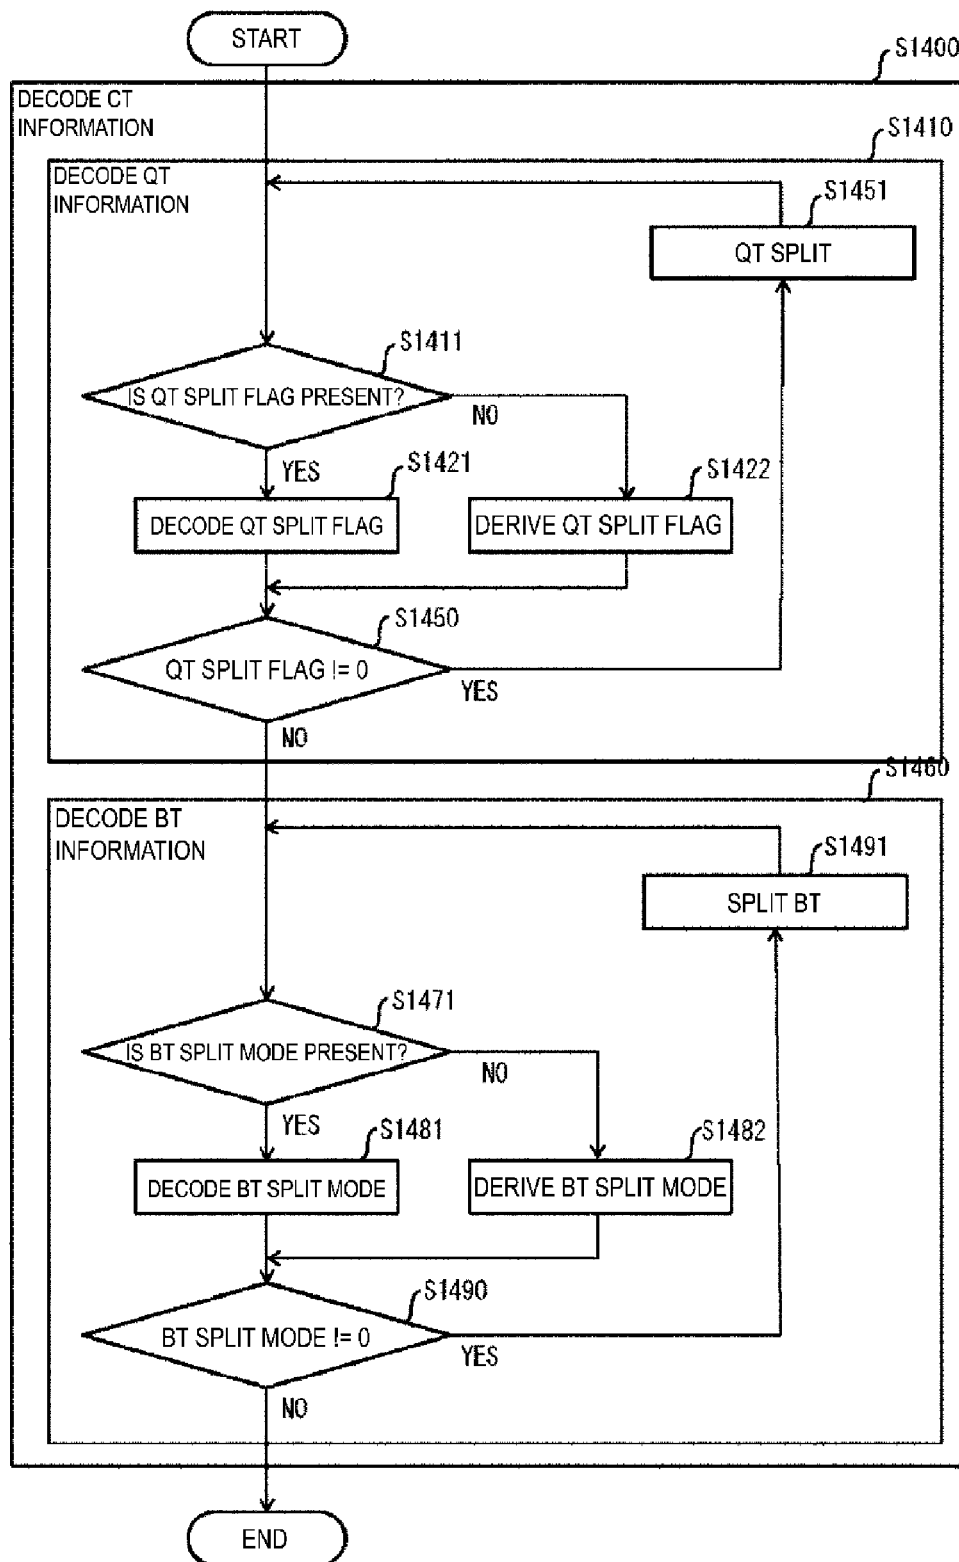 START
S1400
DECODE CT
INFORMATION
S1410
DECODE QT
INFORMATION
S1451
QT SPLIT
S1411
IS QT SPLIT FLAG PRESENT?
NO
YES
S1421
S1422
DECODE QT SPLIT FLAG
DERIVE QT SPLIT FLAG
S1450
QT SPLIT FLAG != 0
YES
NO
S1460
DECODE BT
INFORMATION
S1491
SPLIT BT
S1471
IS BT SPLIT MODE PRESENT?
NO
YES
S1481
S1482
DECODE BT SPLIT MODE
DERIVE BT SPLIT MODE
S1490
BT SPLIT MODE != 0
YES
NO
END